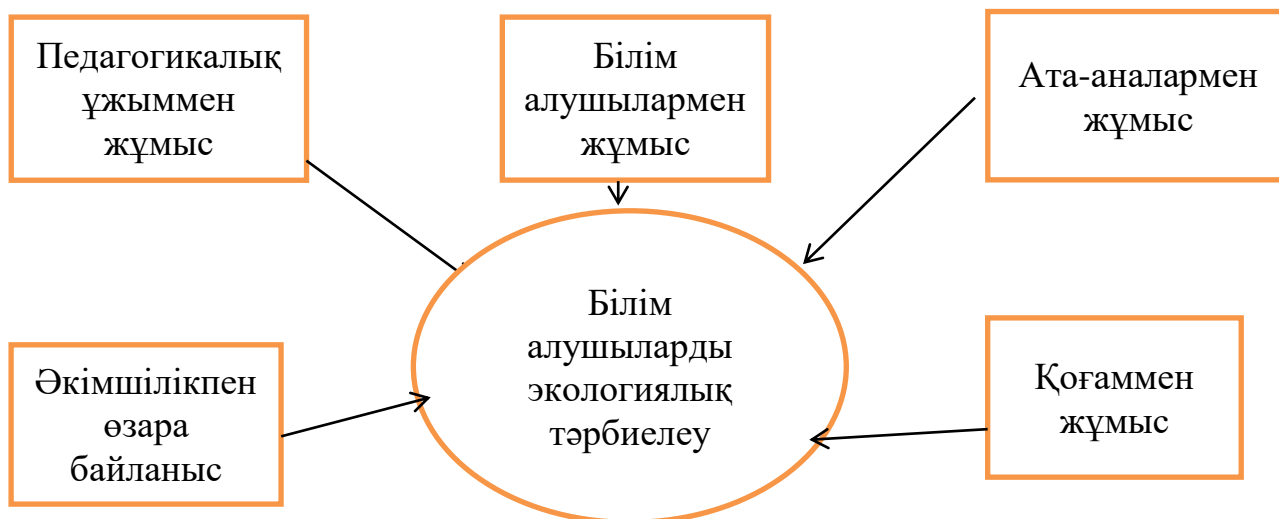 Педагогикалық
ұжыммен
жұмыс
Білім
алушылармен
жұмыс
Ата-аналармен
жұмыс
Білім
алушыларды
экологиялық
тәрбиелеу
Әкімшілікпен
өзара
байланыс
Қоғаммен
жұмыс